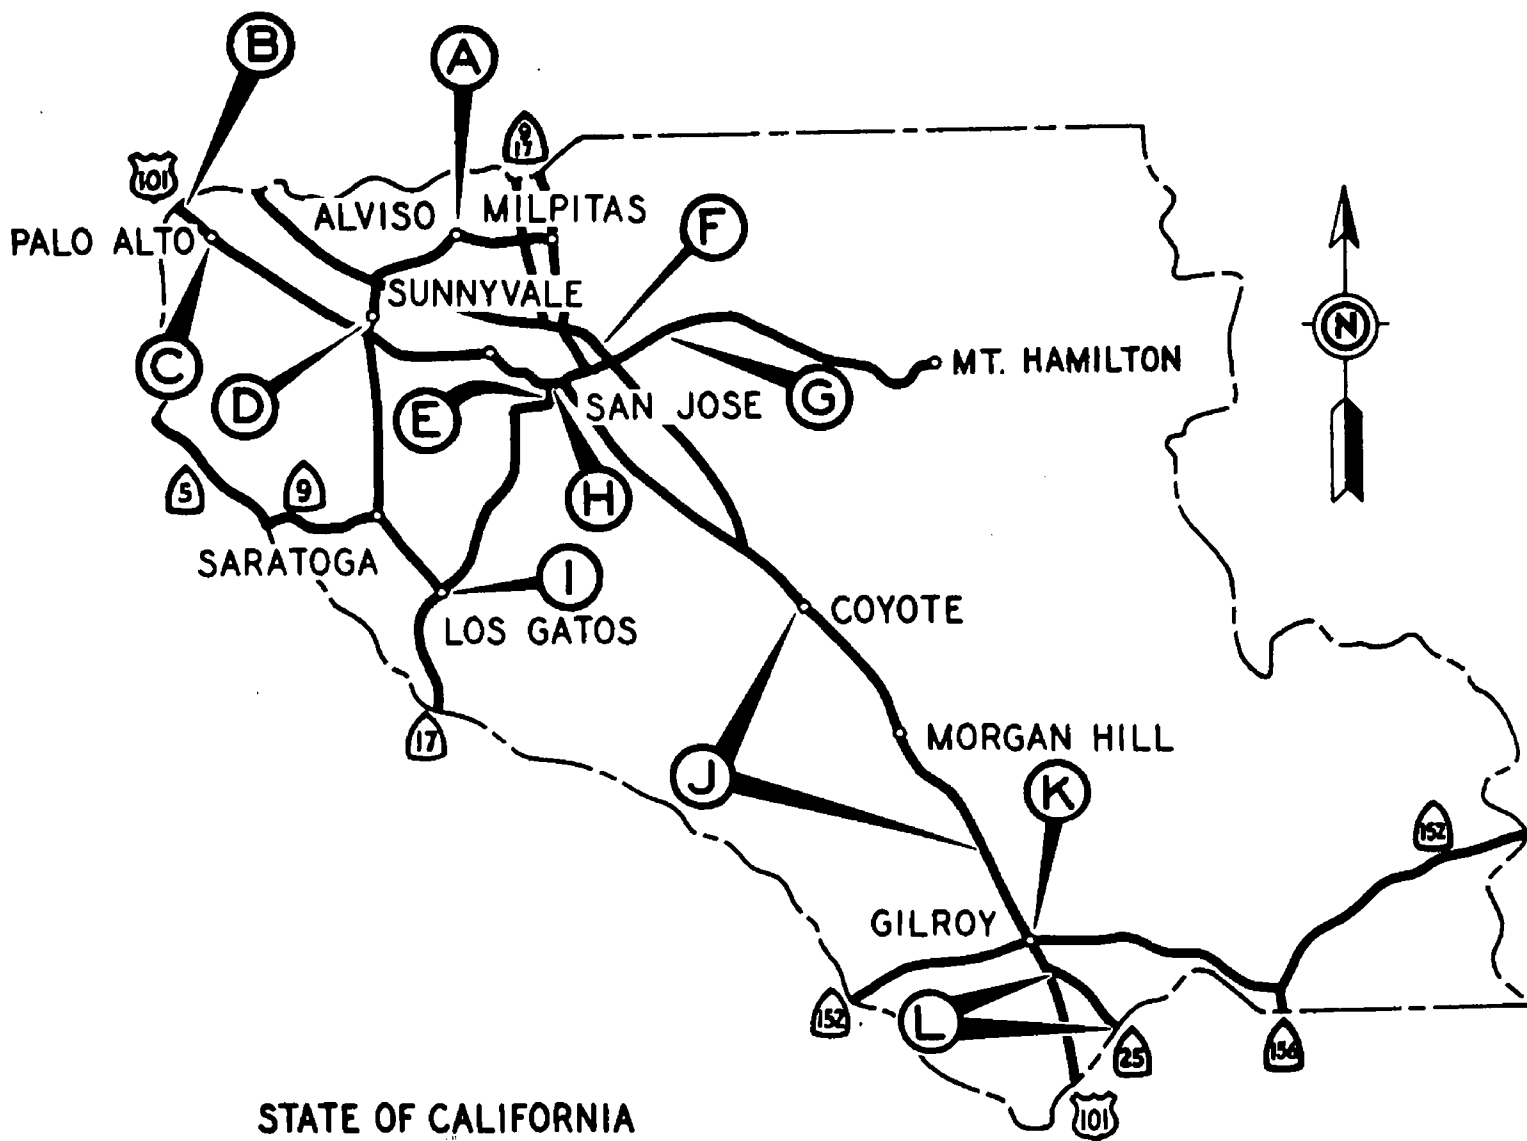 B
A
9
17
101
ALVISO
MILPITAS
F
PALO ALTO
SUNNYVALE
N
MT. HAMILTON
C
D
E
SAN JOSE
G
5
9
H
SARATOGA
I
COYOTE
LOS GATOS
17
MORGAN HILL
J
K
152
GILROY
152
L
25
156
101
STATE OF CALIFORNIA